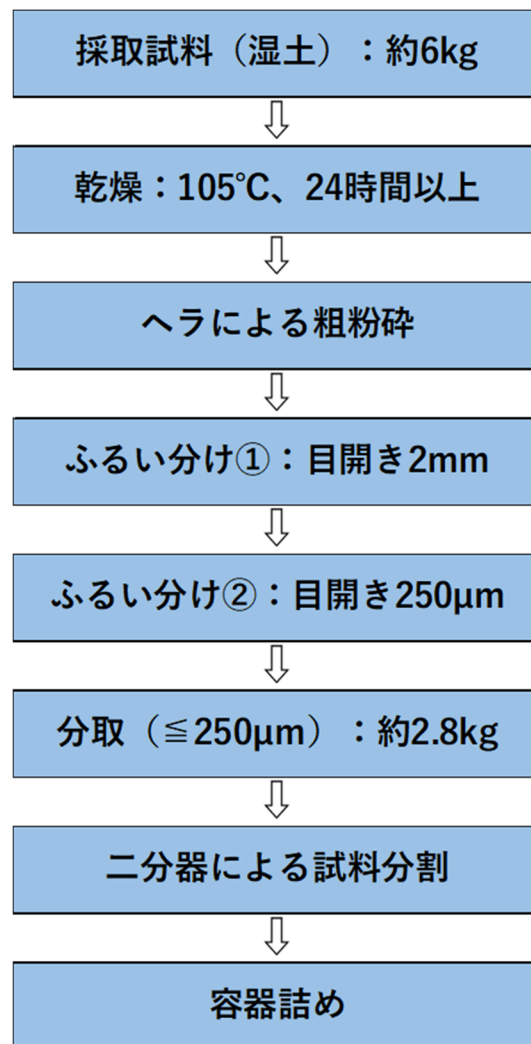 採取試料（湿土）：約6kg
乾燥：105℃、24時間以上
ヘラによる粗粉砕
ふるい分け①：目開き2mm
ふるい分け②：目開き250μm
分取（≦250μm）：約2.8kg
二分器による試料分割
容器詰め